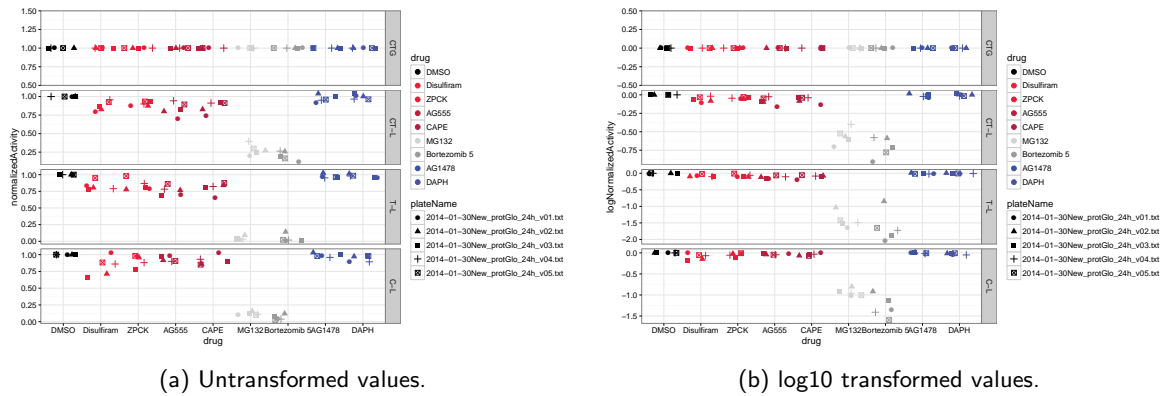 1.50
1.25
1.00
0.75
0.50
CTG
1.00
0.75
0.50
0.25
CT−L
1.00
0.75
0.50
0.25
0.00
T−L
1.00
0.75
0.50
0.25
0.00
C−L
normalizedActivity
DMSO Disulfiram ZPCK AG555 CAPE MG132 Bortezomib 5 AG1478 DAPH
drug
drug
DMSO
Disulfiram
ZPCK
AG555
CAPE
MG132
Bortezomib 5
AG1478
DAPH
plateName
2014−01−30New_protGlo_24h_v01.txt
2014−01−30New_protGlo_24h_v02.txt
2014−01−30New_protGlo_24h_v03.txt
2014−01−30New_protGlo_24h_v04.txt
2014−01−30New_protGlo_24h_v05.txt
(a) Untransformed values.
0.50
0.25
0.00
−0.25
−0.50
CTG
0.00
−0.25
−0.50
−0.75
CT−L
0.0
−0.5
−1.0
−1.5
−2.0
T−L
0.0
−0.5
−1.0
−1.5
C−L
logNormalizedActivity
DMSO Disulfiram ZPCK AG555 CAPE MG132 Bortezomib 5 AG1478 DAPH
drug
drug
DMSO
Disulfiram
ZPCK
AG555
CAPE
MG132
Bortezomib 5
AG1478
DAPH
plateName
2014−01−30New_protGlo_24h_v01.txt
2014−01−30New_protGlo_24h_v02.txt
2014−01−30New_protGlo_24h_v03.txt
2014−01−30New_protGlo_24h_v04.txt
2014−01−30New_protGlo_24h_v05.txt
(b) log10 transformed values.